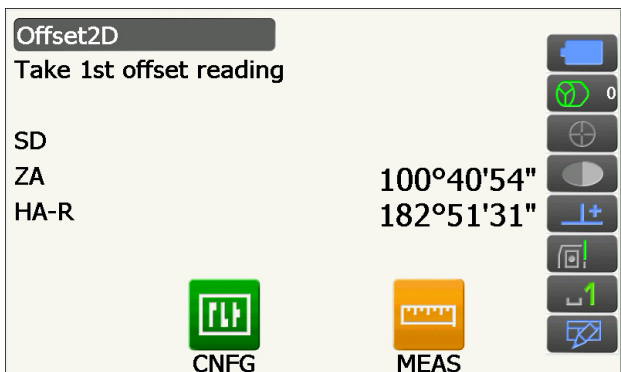 Offset2D
Take 1st offset reading
0
SD
ZA 100°40'54"
HA-R 182°51'31"
1
CNFG MEAS